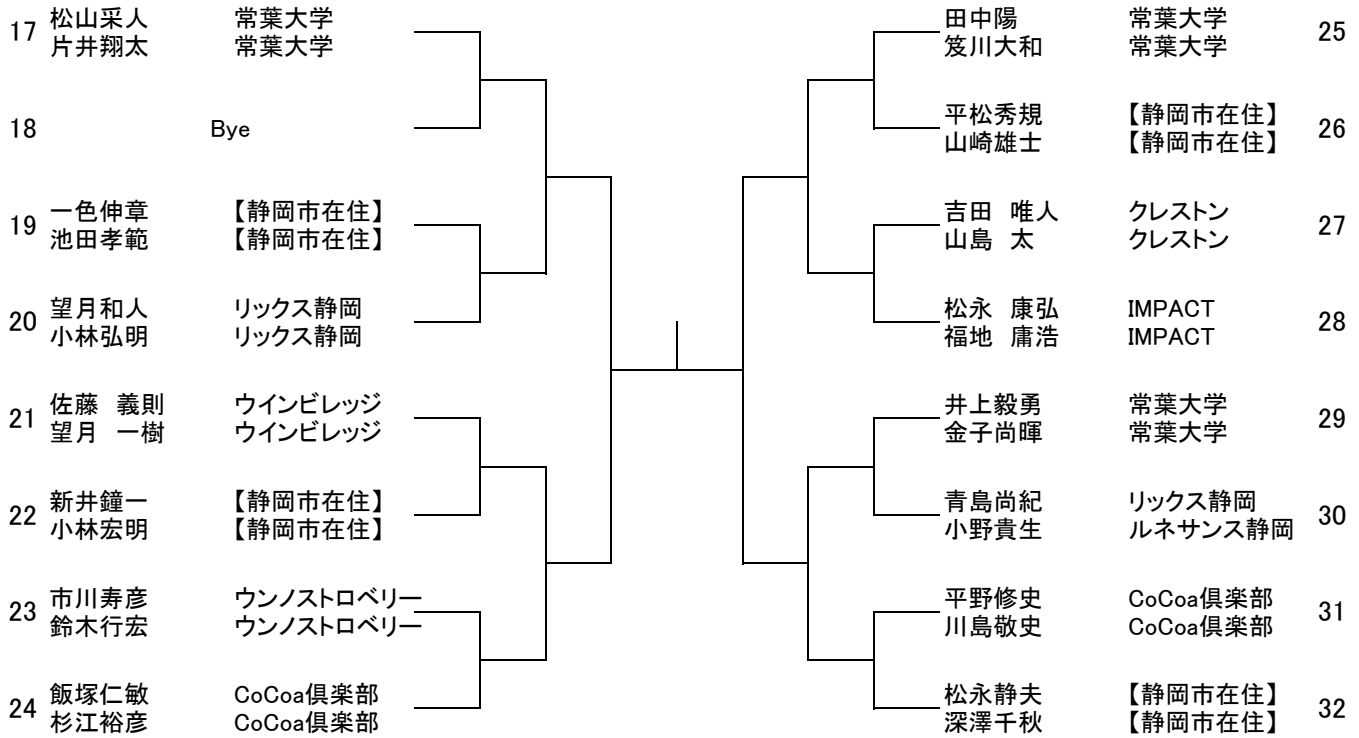 17 松山采人 常葉大学
片井翔太 常葉大学
18 Bye
19 一色伸章 【静岡市在住】
池田孝範 【静岡市在住】
20 望月和人 リックス静岡
小林弘明 リックス静岡
21 佐藤　義則 ウインビレッジ
望月　一樹 ウインビレッジ
22 新井鐘一 【静岡市在住】
小林宏明 【静岡市在住】
23 市川寿彦 ウンノストロベリー
鈴木行宏 ウンノストロベリー
24 飯塚仁敏 CoCoa倶楽部
杉江裕彦 CoCoa倶楽部
田中陽 常葉大学 25
笈川大和 常葉大学
平松秀規 【静岡市在住】 26
山崎雄士 【静岡市在住】
吉田　唯人 クレストン 27
山島　太 クレストン
松永　康弘 IMPACT 28
福地　庸浩 IMPACT
井上毅勇 常葉大学 29
金子尚暉 常葉大学
青島尚紀 リックス静岡 30
小野貴生 ルネサンス静岡
平野修史 CoCoa倶楽部 31
川島敬史 CoCoa倶楽部
松永静夫 【静岡市在住】 32
深澤千秋 【静岡市在住】